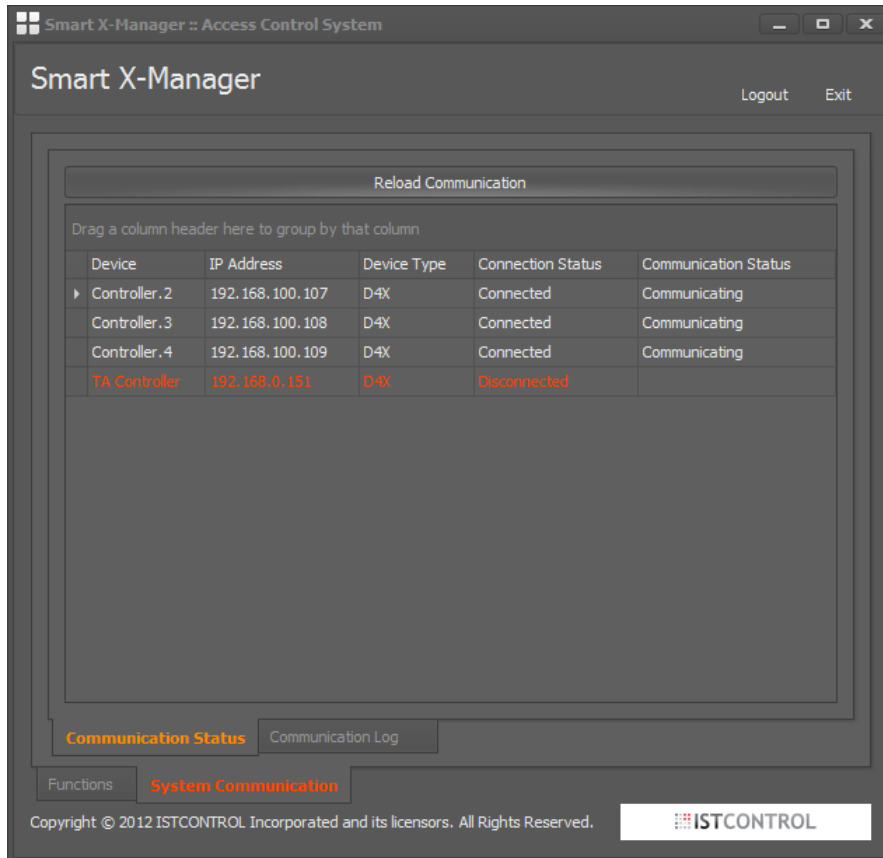 Smart X-Manager :: Access Control System
Smart X-Manager
Logout Exit
Reload Communication
Drag a column header here to group by that column
Device IP Address Device Type Connection Status Communication Status
Controller.2 192.168.100.107 D4X Connected Communicating
Controller.3 192.168.100.108 D4X Connected Communicating
Controller.4 192.168.100.109 D4X Connected Communicating
TA Controller 192.168.0.151 D4X Disconnected
Communication Status Communication Log
Functions System Communication
Copyright © 2012 ISTCONTROL Incorporated and its licensors. All Rights Reserved.
ISTCONTROL